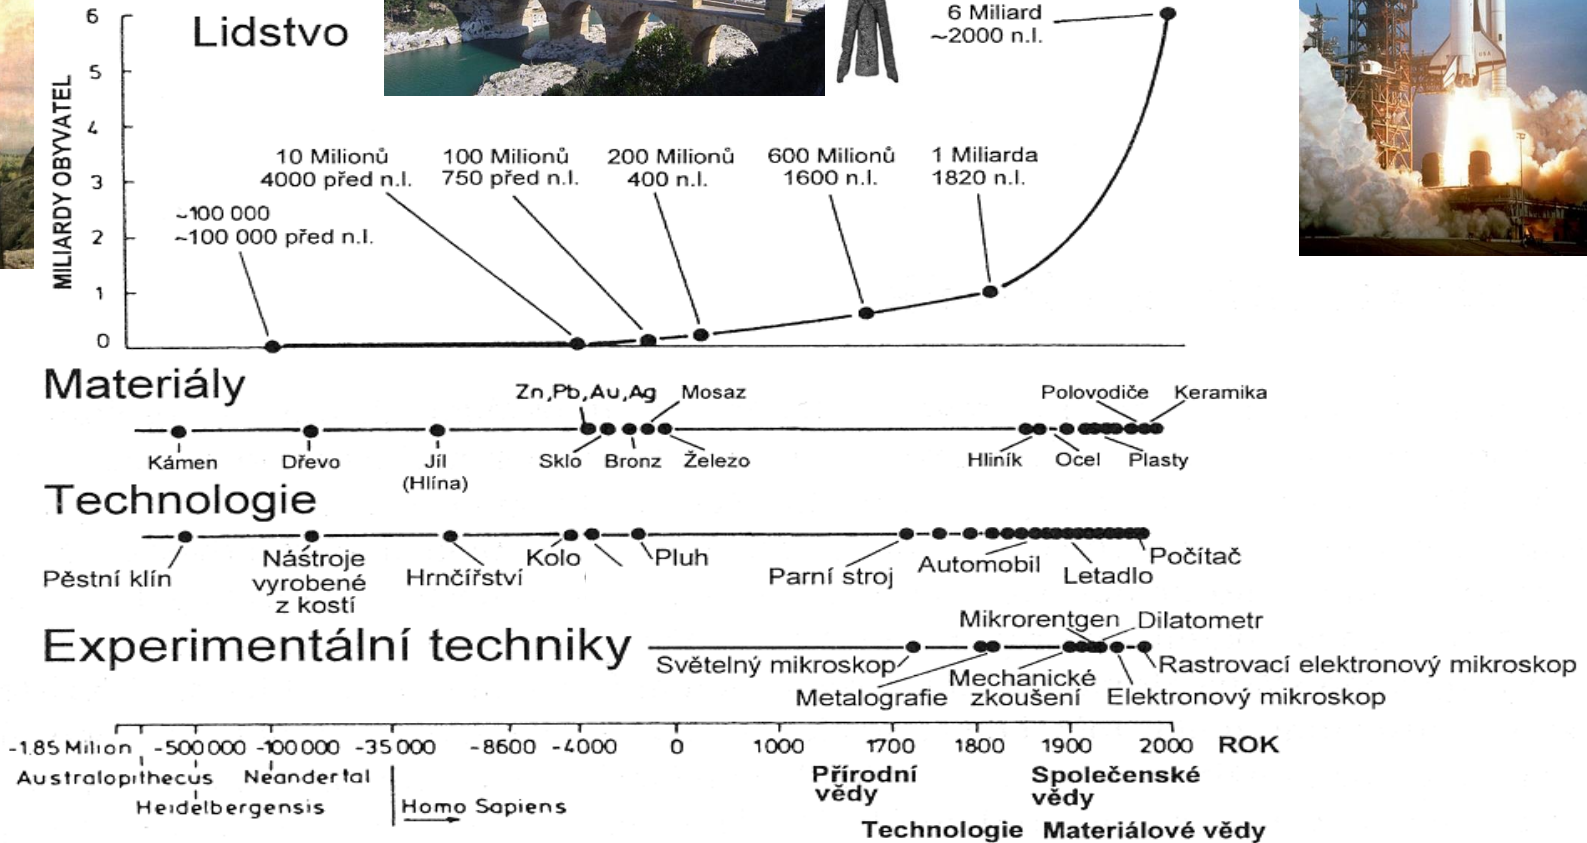 Lidstvo
MILIARDY OBYVATEL
6
5
4
3
2
1
0
6 Miliard
~2000 n.l.
10 Milionů
4000 před n.l.
100 Milionů
750 před n.l.
200 Milionů
400 n.l.
600 Milionů
1600 n.l.
1 Miliarda
1820 n.l.
~100 000
~100 000 před n.l.
Materiály
Zn,Pb,Au,Ag
Mosaz
Polovodiče
Keramika
Kámen
Dřevo
Jíl
(Hlína)
Sklo
Bronz
Železo
Hliník
Ocel
Plasty
Technologie
Pěstní klín
Nástroje
vyrobené
z kostí
Hrnčířství
Kolo
Pluh
Parní stroj
Automobil
Letadlo
Počítač
Experimentální techniky
Mikrorentgen
Dilatometr
Světelný mikroskop
Metalografie
Mechanické
zkoušení
Elektronový mikroskop
Rastrovací elektronový mikroskop
-1.85 Milion -500 000 -100 000 -35 000 -8600 -4000 0 1000 1700 1800 1900 2000 ROK
Australopithecus
Neandertal
Heidelbergensis
Homo Sapiens
Přírodní
vědy
Společenské
vědy
Technologie
Materiálové vědy